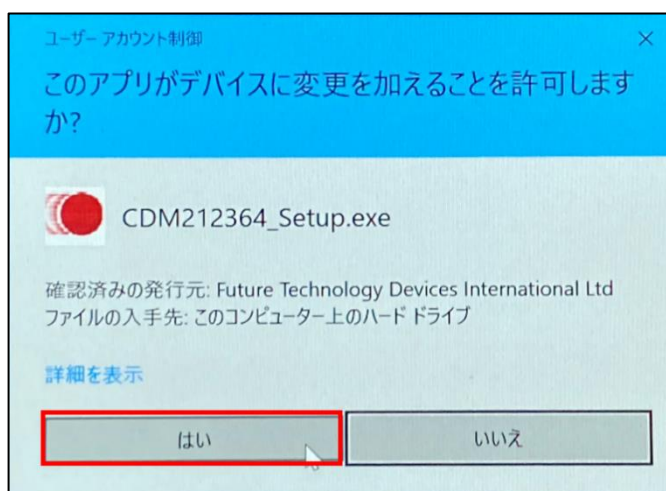 ユーザー アカウント制御
このアプリがデバイスに変更を加えることを許可します
か?
CDM212364_Setup.exe
確認済みの発行元: Future Technology Devices International Ltd
ファイルの入手先: このコンピューター上のハード ドライブ
詳細を表示
はい
いいえ